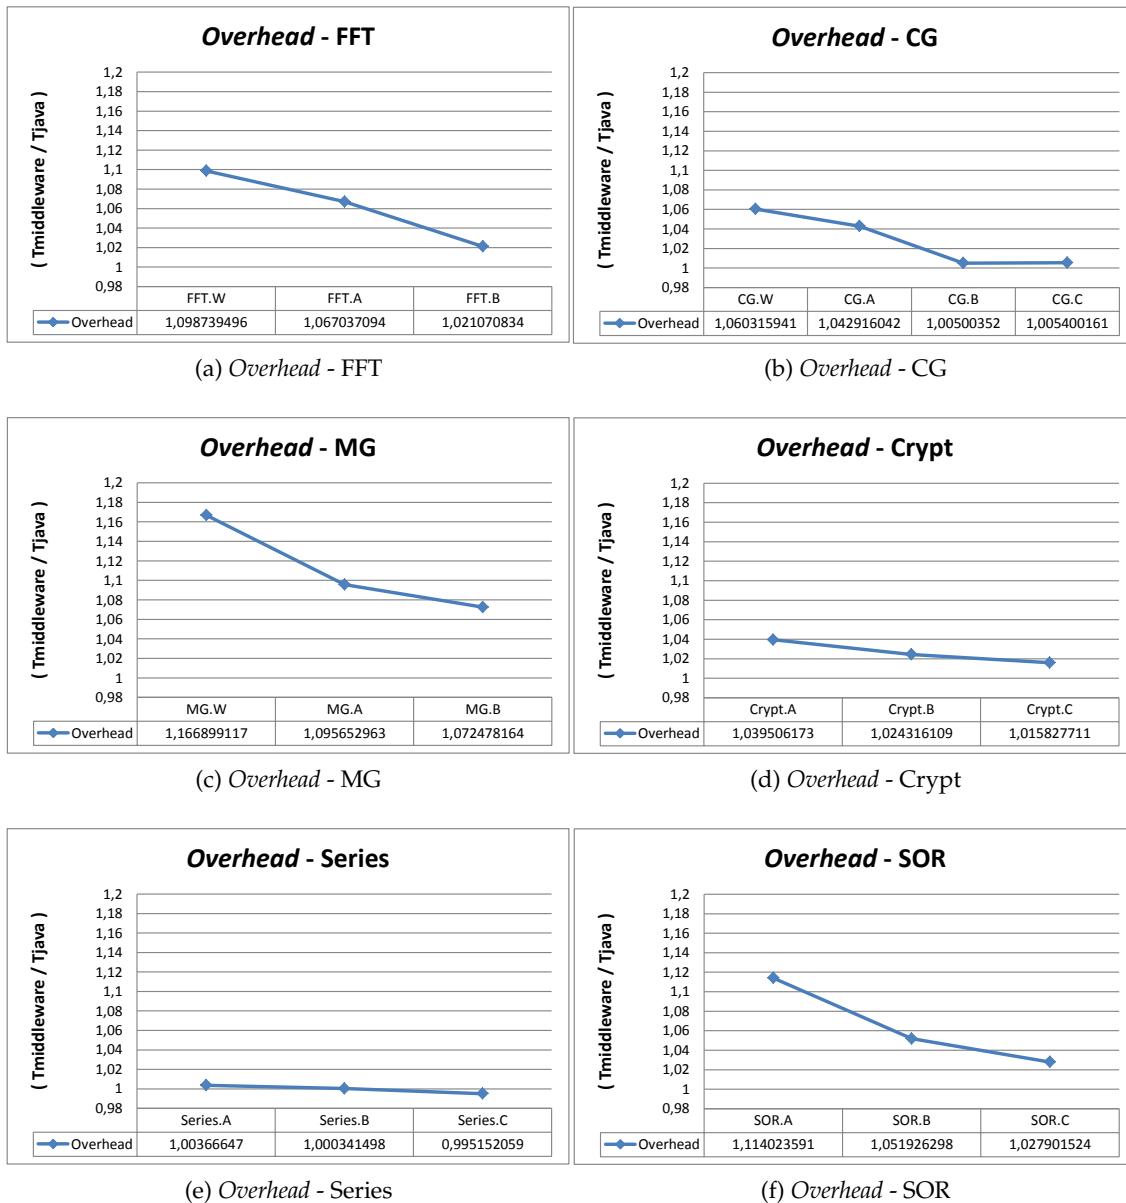 Overhead - FFT
( Tmiddleware / Tjava )
1,2
1,18
1,16
1,14
1,12
1,1
1,08
1,06
1,04
1,02
1
0,98
FFT.W FFT.A FFT.B
Overhead 1,098739496 1,067037094 1,021070834
(a) Overhead - FFT
Overhead - CG
( Tmiddleware / Tjava )
1,2
1,18
1,16
1,14
1,12
1,1
1,08
1,06
1,04
1,02
1
0,98
CG.W CG.A CG.B CG.C
Overhead 1,060315941 1,042916042 1,00500352 1,005400161
(b) Overhead - CG
Overhead - MG
( Tmiddleware / Tjava )
1,2
1,18
1,16
1,14
1,12
1,1
1,08
1,06
1,04
1,02
1
0,98
MG.W MG.A MG.B
Overhead 1,166899117 1,095652963 1,072478164
(c) Overhead - MG
Overhead - Crypt
( Tmiddleware / Tjava )
1,2
1,18
1,16
1,14
1,12
1,1
1,08
1,06
1,04
1,02
1
0,98
Crypt.A Crypt.B Crypt.C
Overhead 1,039506173 1,024316109 1,015827711
(d) Overhead - Crypt
Overhead - Series
( Tmiddleware / Tjava )
1,2
1,18
1,16
1,14
1,12
1,1
1,08
1,06
1,04
1,02
1
0,98
Series.A Series.B Series.C
Overhead 1,00366647 1,000341498 0,995152059
(e) Overhead - Series
Overhead - SOR
( Tmiddleware / Tjava )
1,2
1,18
1,16
1,14
1,12
1,1
1,08
1,06
1,04
1,02
1
0,98
SOR.A SOR.B SOR.C
Overhead 1,114023591 1,051926298 1,027901524
(f) Overhead - SOR